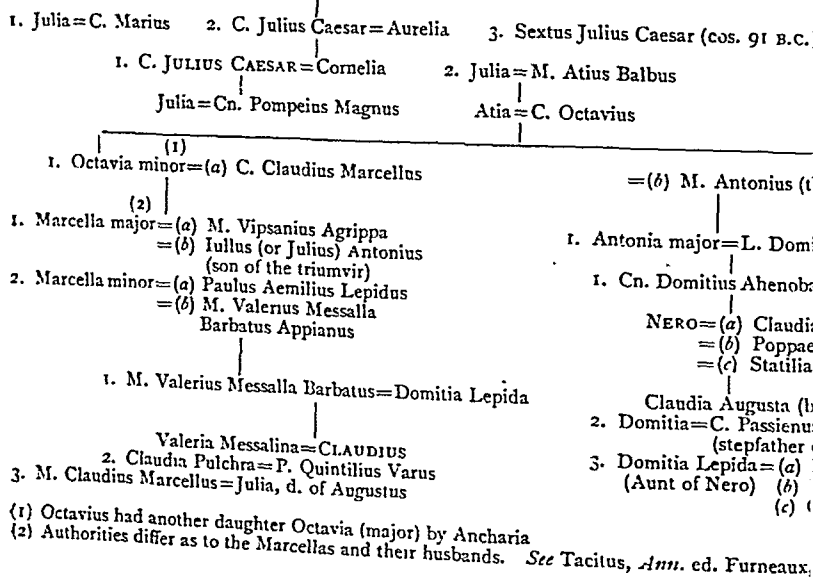 1. Julia=C. Marius 2. C. Julius Caesar=Aurelia 3. Sextus Julius Caesar (cos. 91 B.C.
1. C. JULIUS CAESAR=Cornelia 2. Julia=M. Atius Balbus
Julia=Cn. Pompeius Magnus Atia=C. Octavius
(1)
1. Octavia minor=(a) C. Claudius Marcellus =(b) M. Antonius (t
(2)
1. Marcella major=(a) M. Vipsanius Agrippa
=(b) Iullus (or Julius) Antonius 1. Antonia major=L. Domi
(son of the triumvir)
2. Marcella minor=(a) Paulus Aemilius Lepidus 1. Cn. Domitius Ahenoba
=(b) M. Valerius Messalla
Barbatus Appianus NERO=(a) Claudia
=(b) Poppae
=(c) Statilia
1. M. Valerius Messalla Barbatus=Domitia Lepida
Claudia Augusta (
Valeria Messalina=CLAUDIUS 2. Domitia=C. Passienu
(stepfather
2. Claudia Pulchra=P. Quintilius Varus 3. Domitia Lepida=(a)
3. M. Claudius Marcellus=Julia, d. of Augustus (Aunt of Nero) (b)
(c)
(1) Octavius had another daughter Octavia (major) by Ancharia
(2) Authorities differ as to the Marcellas and their husbands. See Tacitus, Ann. ed. Furneaux,